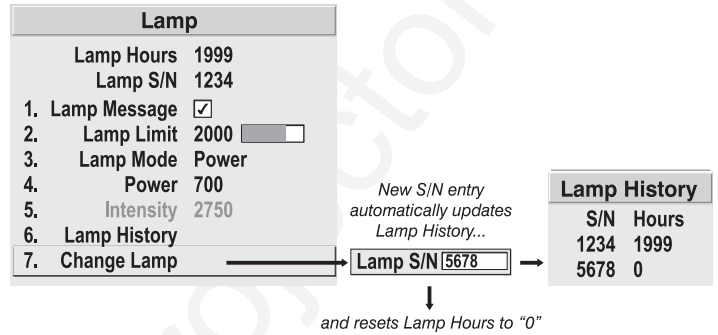 Lamp
Lamp Hours 1999
Lamp S/N 1234
1. Lamp Message ✓
2. Lamp Limit 2000
3. Lamp Mode Power
4. Power 700
5. Intensity 2750
6. Lamp History
7. Change Lamp
New S/N entry
automatically updates
Lamp History...
Lamp S/N 5678
and resets Lamp Hours to “0”
Lamp History
S/N Hours
1234 1999
5678 0